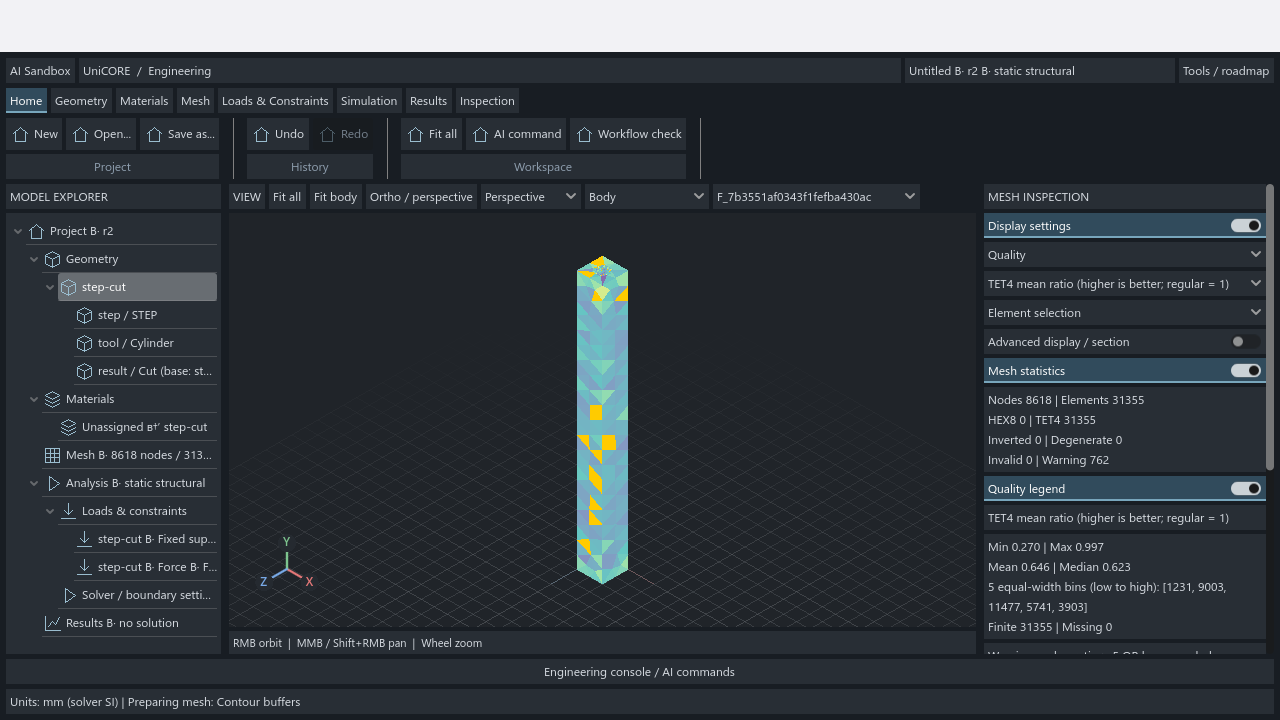 AI Sandbox
UniCORE / Engineering
Untitled В· r2 В· static structural
Tools / roadmap
Home
Geometry
Materials
Mesh
Loads & Constraints
Simulation
Results
Inspection
New
Open...
Save as...
Undo
Redo
Fit all
AI command
Workflow check
Project
History
Workspace
MODEL EXPLORER
VIEW
Fit all
Fit body
Ortho / perspective
Perspective
Body
F_7b3551af0343f1fefba430ac
MESH INSPECTION
Project В· r2
Geometry
step-cut
step / STEP
tool / Cylinder
result / Cut (base: st...
Materials
Unassigned в†’ step-cut
Mesh В· 8618 nodes / 313...
Analysis В· static structural
Loads & constraints
step-cut В· Fixed sup...
step-cut В· Force В· F...
Solver / boundary setti...
Results В· no solution
Y
Z
X
RMB orbit | MMB / Shift+RMB pan | Wheel zoom
Display settings
Quality
TET4 mean ratio (higher is better; regular = 1)
Element selection
Advanced display / section
Mesh statistics
Nodes 8618 | Elements 31355
HEX8 0 | TET4 31355
Inverted 0 | Degenerate 0
Invalid 0 | Warning 762
Quality legend
TET4 mean ratio (higher is better; regular = 1)
Min 0.270 | Max 0.997
Mean 0.646 | Median 0.623
5 equal-width bins (low to high): [1231, 9003,
11477, 5741, 3903]
Finite 31355 | Missing 0
Engineering console / AI commands
Units: mm (solver SI) | Preparing mesh: Contour buffers